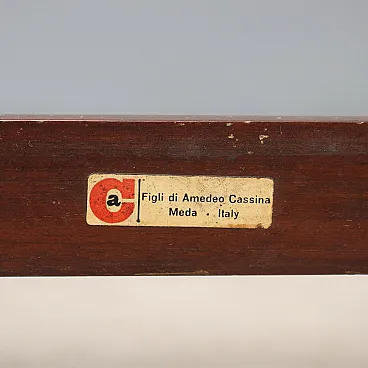 a
Figli di Amedeo Cassina
Meda . Italy